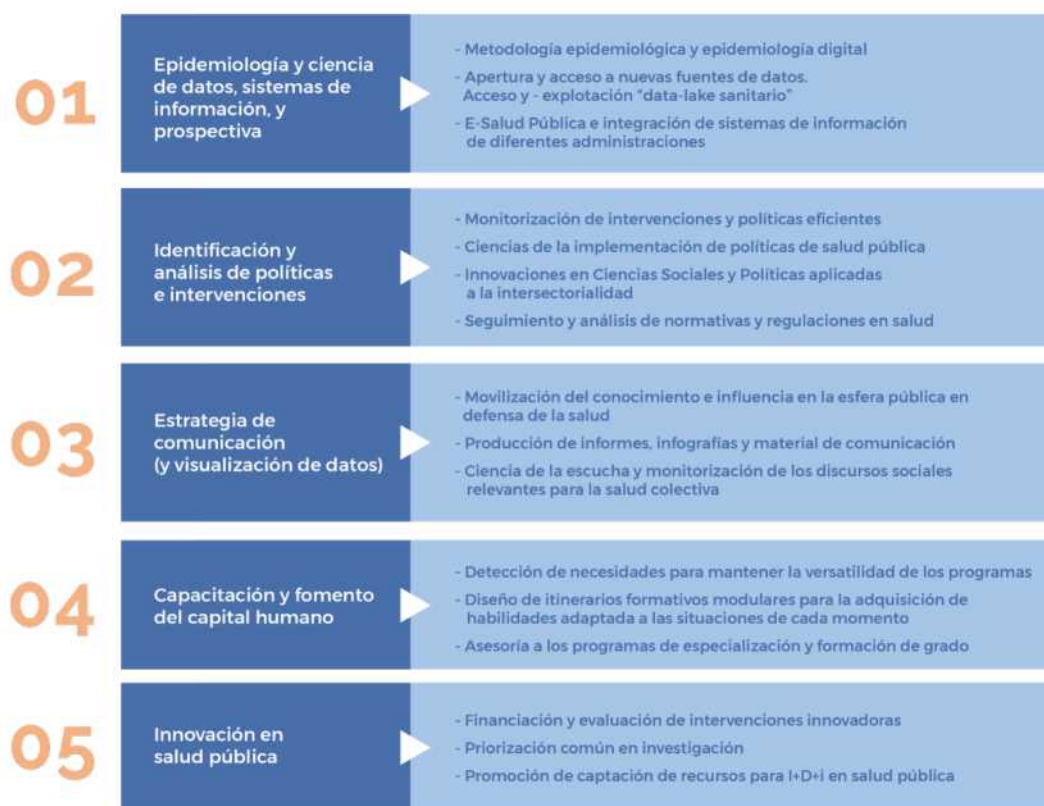 01
Epidemiología y ciencia
de datos, sistemas de
información, y
prospectiva
- Metodología epidemiológica y epidemiología digital
- Apertura y acceso a nuevas fuentes de datos.
Acceso y - explotación "data-lake sanitario"
- E-Salud Pública e integración de sistemas de información
de diferentes administraciones
02
Identificación y
análisis de políticas
e intervenciones
- Monitorización de intervenciones y políticas eficientes
- Ciencias de la implementación de políticas de salud pública
- Innovaciones en Ciencias Sociales y Políticas aplicadas
a la intersectorialidad
- Seguimiento y análisis de normativas y regulaciones en salud
03
Estrategia de
comunicación
(y visualización de datos)
- Movilización del conocimiento e influencia en la esfera pública en
defensa de la salud
- Producción de informes, infografías y material de comunicación
- Ciencia de la escucha y monitorización de los discursos sociales
relevantes para la salud colectiva
04
Capacitación y fomento
del capital humano
- Detección de necesidades para mantener la versatilidad de los programas
- Diseño de itinerarios formativos modulares para la adquisición de
habilidades adaptada a las situaciones de cada momento
- Asesoría a los programas de especialización y formación de grado
05
Innovación en
salud pública
- Financiación y evaluación de intervenciones innovadoras
- Priorización común en investigación
- Promoción de captación de recursos para I+D+i en salud pública